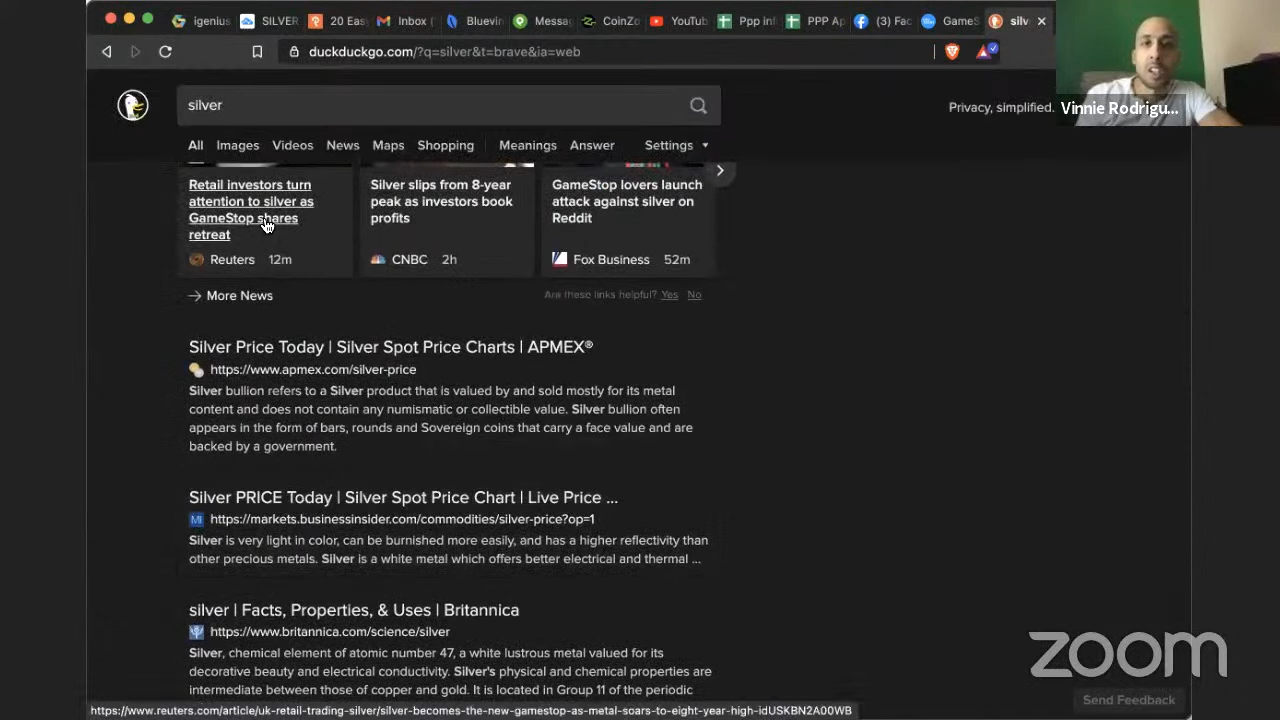 igenius
SILVER
20 Easy
Inbox (
Bluevin
Messa
CoinZo
YouTub
Ppp inf
PPP Ap
(3) Fac
GameS
silv
duckduckgo.com/?q=silver&t=brave&ia=web
silver
Privacy, simplified.
Vinnie Rodrigu...
All Images Videos News Maps Shopping Meanings Answer Settings
Retail investors turn
attention to silver as
GameStop shares
retreat
Reuters 12m
Silver slips from 8-year
peak as investors book
profits
CNBC 2h
GameStop lovers launch
attack against silver on
Reddit
Fox Business 52m
More News
Are these links helpful? Yes No
Silver Price Today | Silver Spot Price Charts | APMEX®
https://www.apmex.com/silver-price
Silver bullion refers to a Silver product that is valued by and sold mostly for its metal
content and does not contain any numismatic or collectible value. Silver bullion often
appears in the form of bars, rounds and Sovereign coins that carry a face value and are
backed by a government.
Silver PRICE Today | Silver Spot Price Chart | Live Price ...
MI https://markets.businessinsider.com/commodities/silver-price?op=1
Silver is very light in color, can be burnished more easily, and has a higher reflectivity than
other precious metals. Silver is a white metal which offers better electrical and thermal ...
silver | Facts, Properties, & Uses | Britannica
https://www.britannica.com/science/silver
Silver, chemical element of atomic number 47, a white lustrous metal valued for its
decorative beauty and electrical conductivity. Silver's physical and chemical properties are
intermediate between those of copper and gold. It is located in Group 11 of the periodic
zoom
Send Feedback
https://www.reuters.com/article/uk-retail-trading-silver/silver-becomes-the-new-gamestop-as-metal-soars-to-eight-year-high-idUSKBN2A00WB